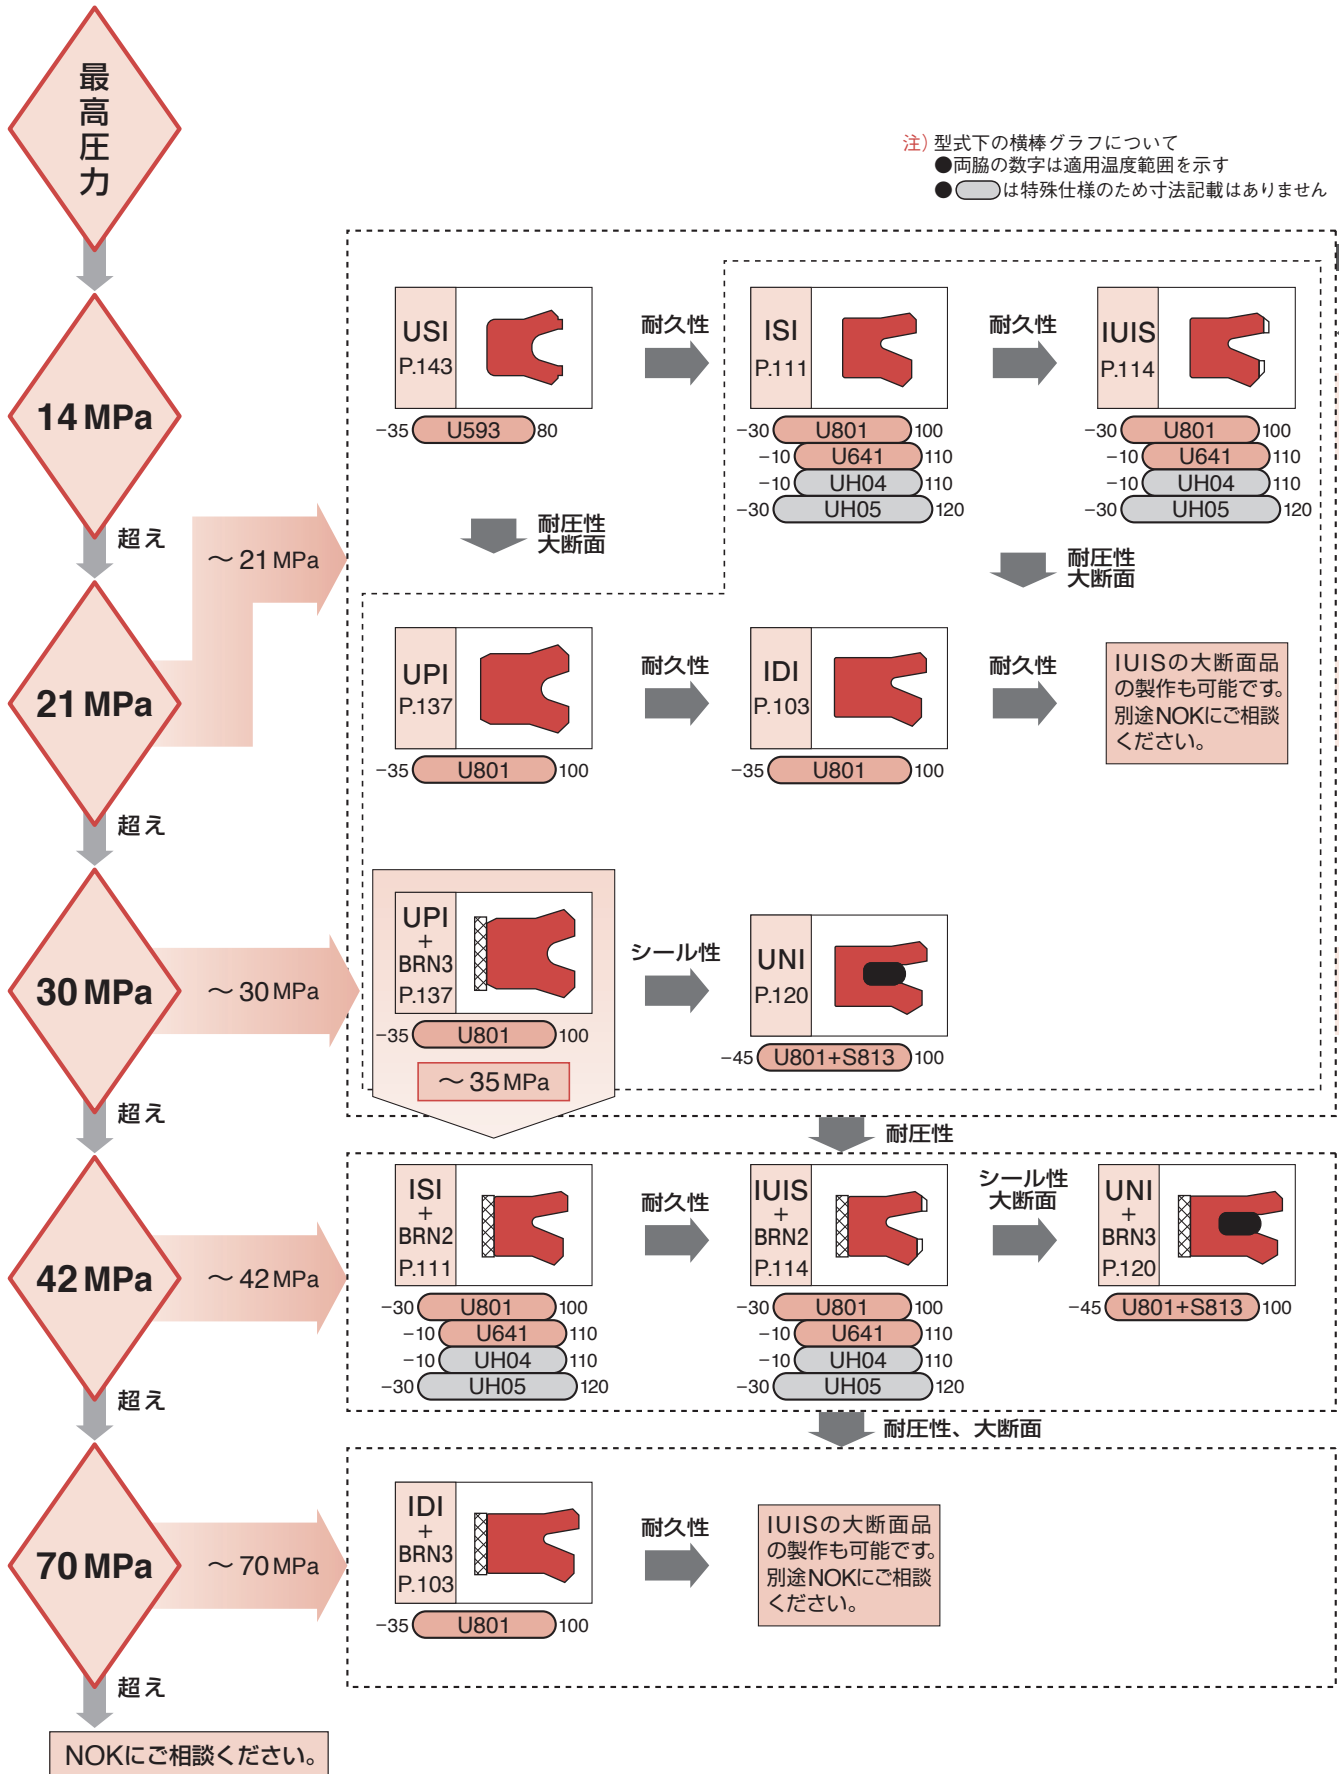 最高圧力
注）型式下の横棒グラフについて
●両脇の数字は適用温度範囲を示す
●　　は特殊仕様のため寸法記載はありません
14 MPa
超え
～ 21 MPa
USI
P.143
−35 U593 80
耐久性
ISI
P.111
−30 U801 100
−10 U641 110
−10 UH04 110
−30 UH05 120
耐久性
IUIS
P.114
−30 U801 100
−10 U641 110
−10 UH04 110
−30 UH05 120
耐圧性
大断面
耐圧性
大断面
21 MPa
超え
UPI
P.137
−35 U801 100
耐久性
IDI
P.103
−35 U801 100
耐久性
IUISの大断面品
の製作も可能です。
別途NOKにご相談
ください。
30 MPa
超え
～ 30 MPa
UPI
+
BRN3
P.137
−35 U801 100
～ 35 MPa
シール性
UNI
P.120
−45 U801+S813 100
耐圧性
42 MPa
超え
～ 42 MPa
ISI
+
BRN2
P.111
−30 U801 100
−10 U641 110
−10 UH04 110
−30 UH05 120
耐久性
IUIS
+
BRN2
P.114
−30 U801 100
−10 U641 110
−10 UH04 110
−30 UH05 120
シール性
大断面
UNI
+
BRN3
P.120
−45 U801+S813 100
耐圧性、大断面
70 MPa
超え
～ 70 MPa
IDI
+
BRN3
P.103
−35 U801 100
耐久性
IUISの大断面品
の製作も可能です。
別途NOKにご相談
ください。
NOKにご相談ください。